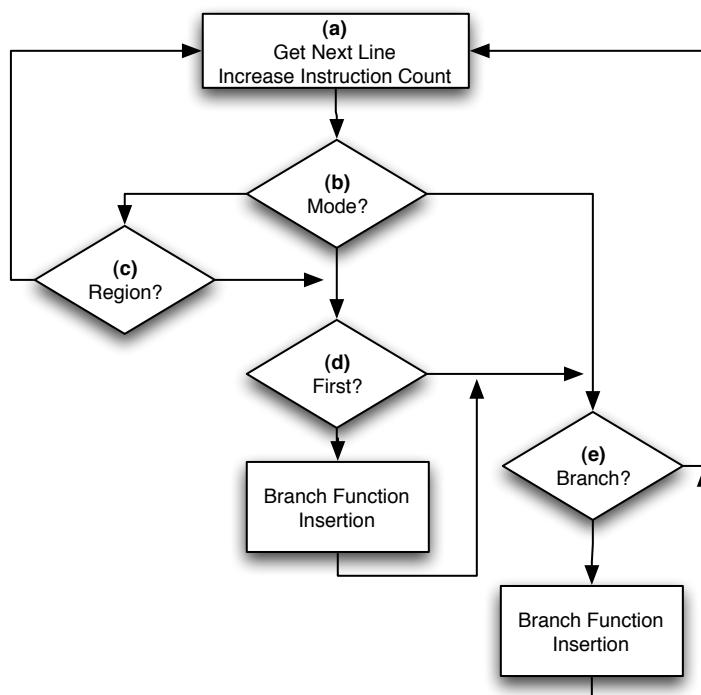 (a)
Get Next Line
Increase Instruction Count
(b)
Mode?
(c)
Region?
(d)
First?
(e)
Branch?
Branch Function
Insertion
Branch Function
Insertion